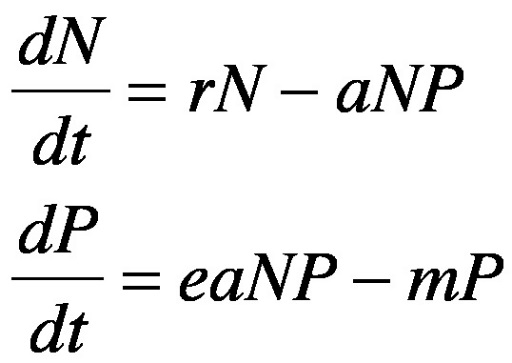 dN/dt = rN − aNP
dP/dt = eaNP − mP